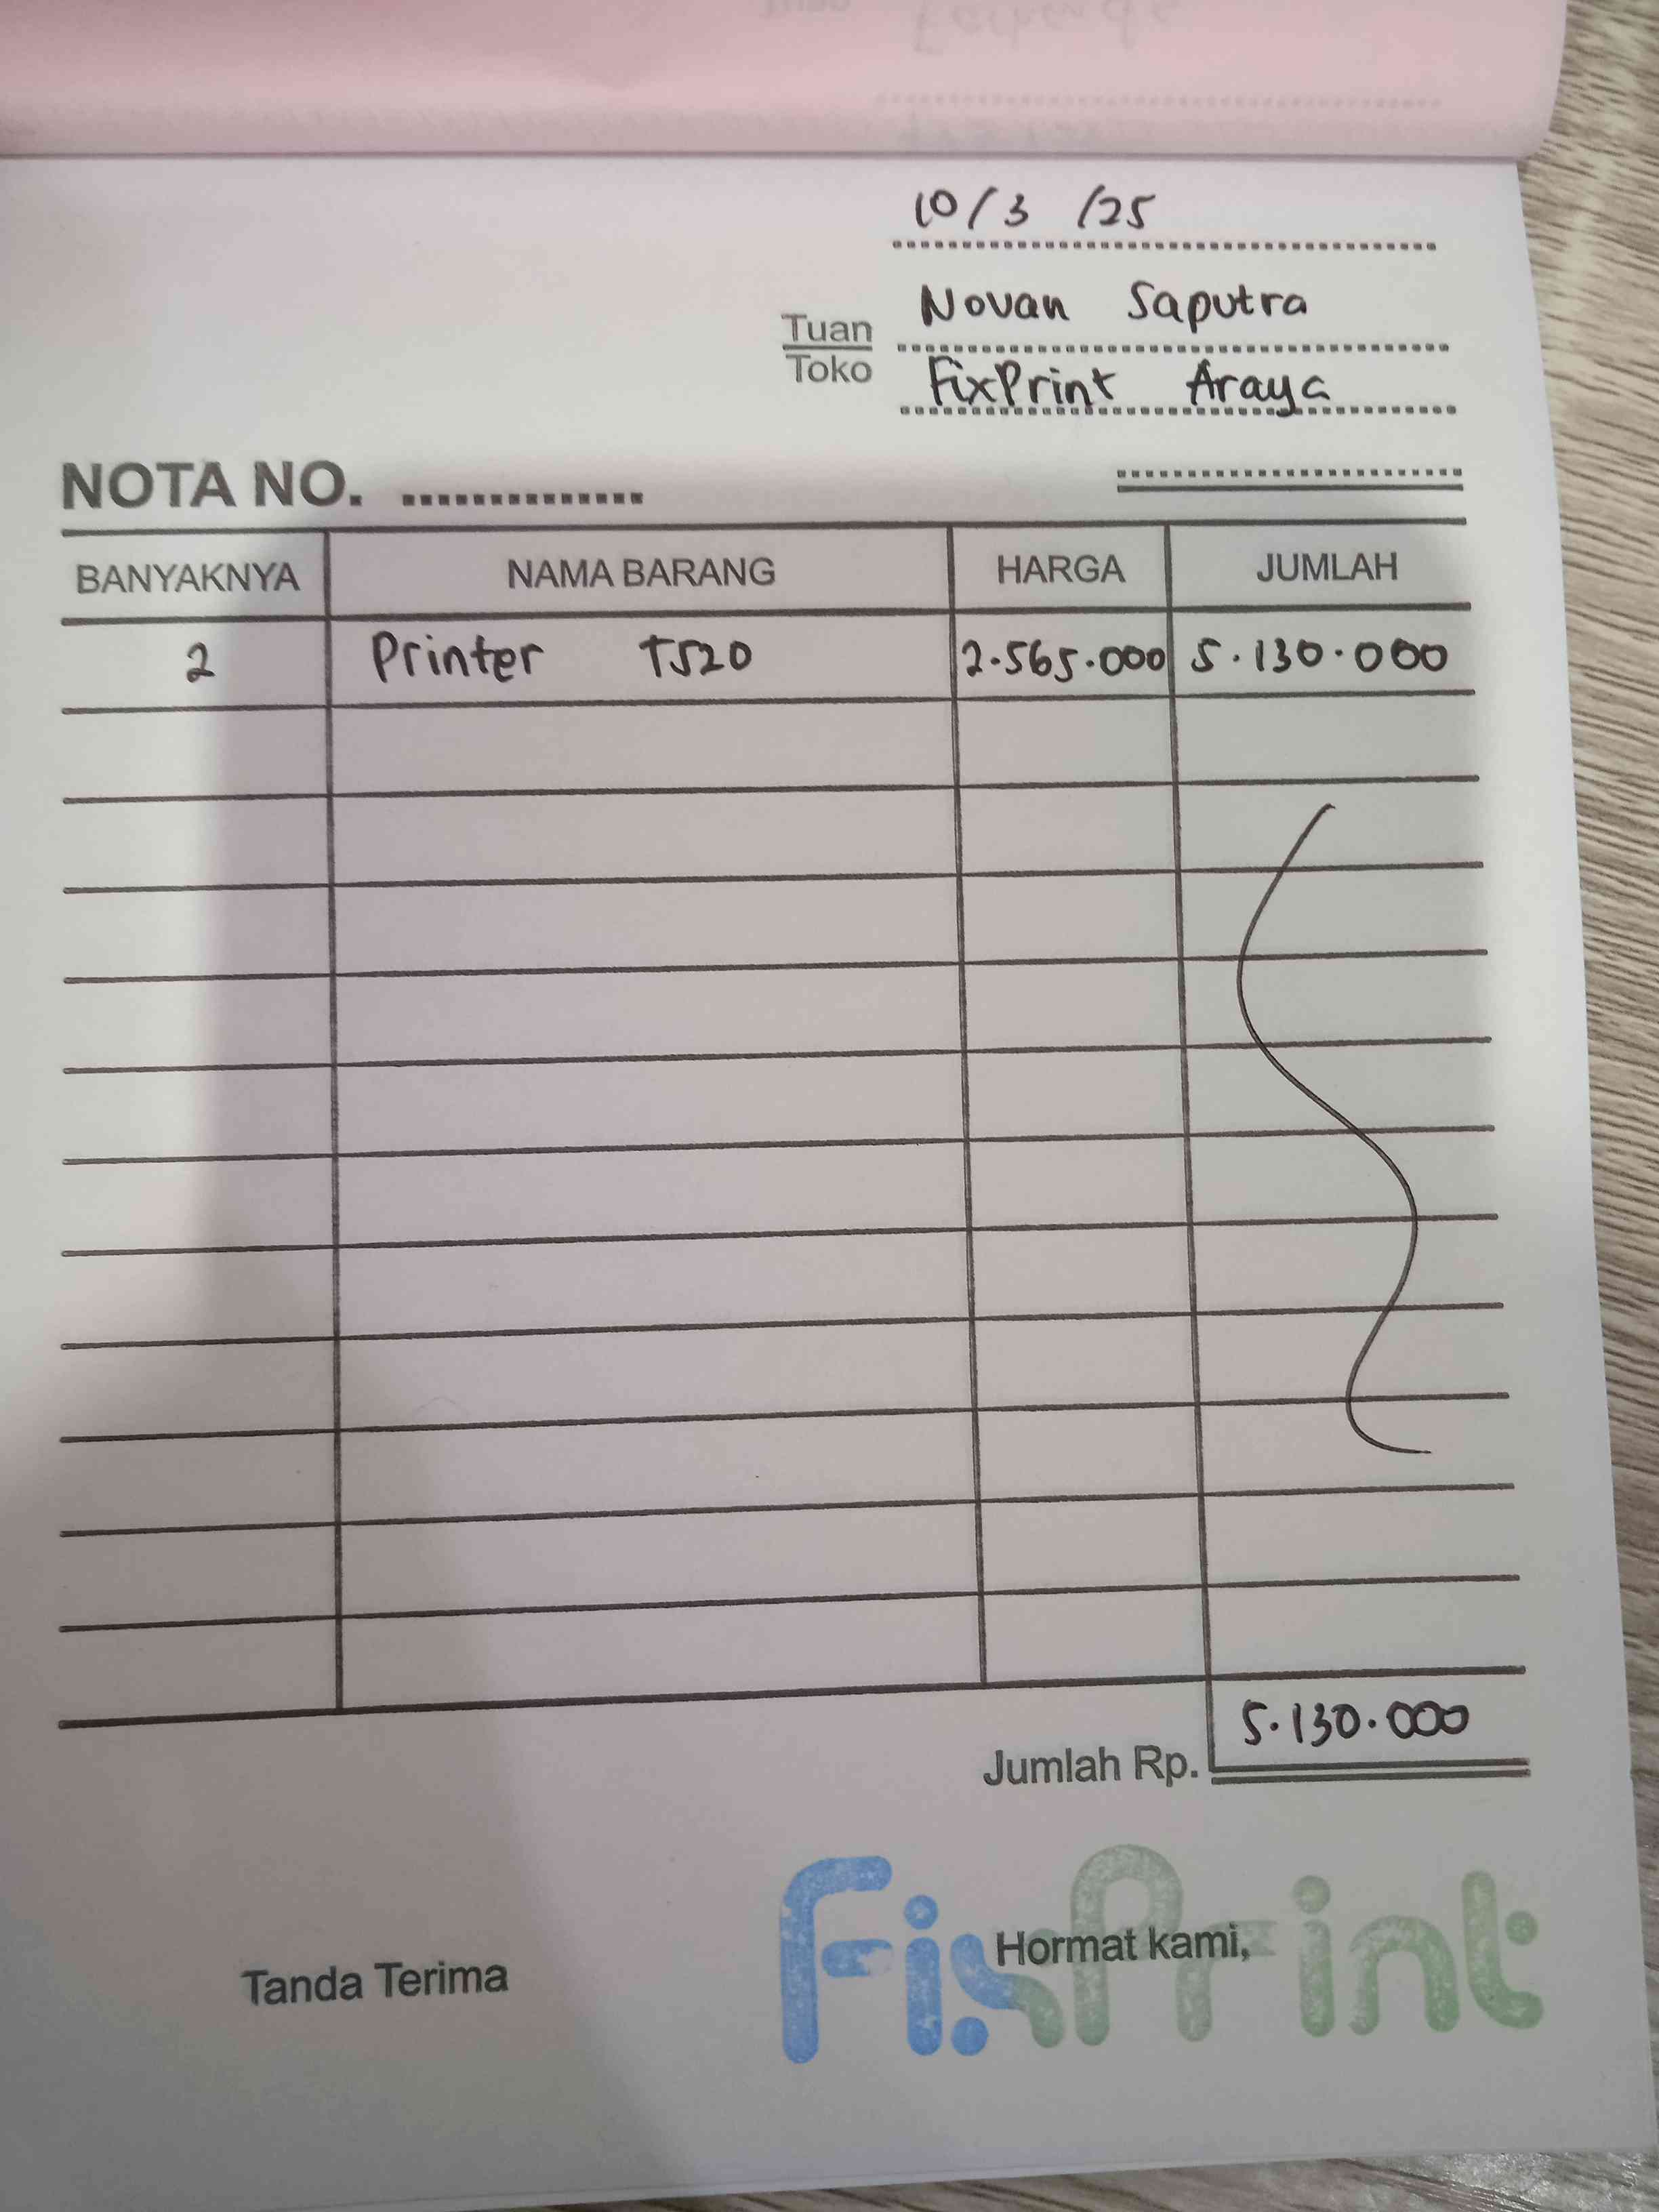 10/3 /25
Tuan Novan Saputra
Toko FixPrint Araya
NOTA NO. ..............
BANYAKNYA NAMA BARANG HARGA JUMLAH
2 Printer T520 2.565.000 5.130.000
Jumlah Rp. 5.130.000
Tanda Terima Hormat kami,
FixPrint